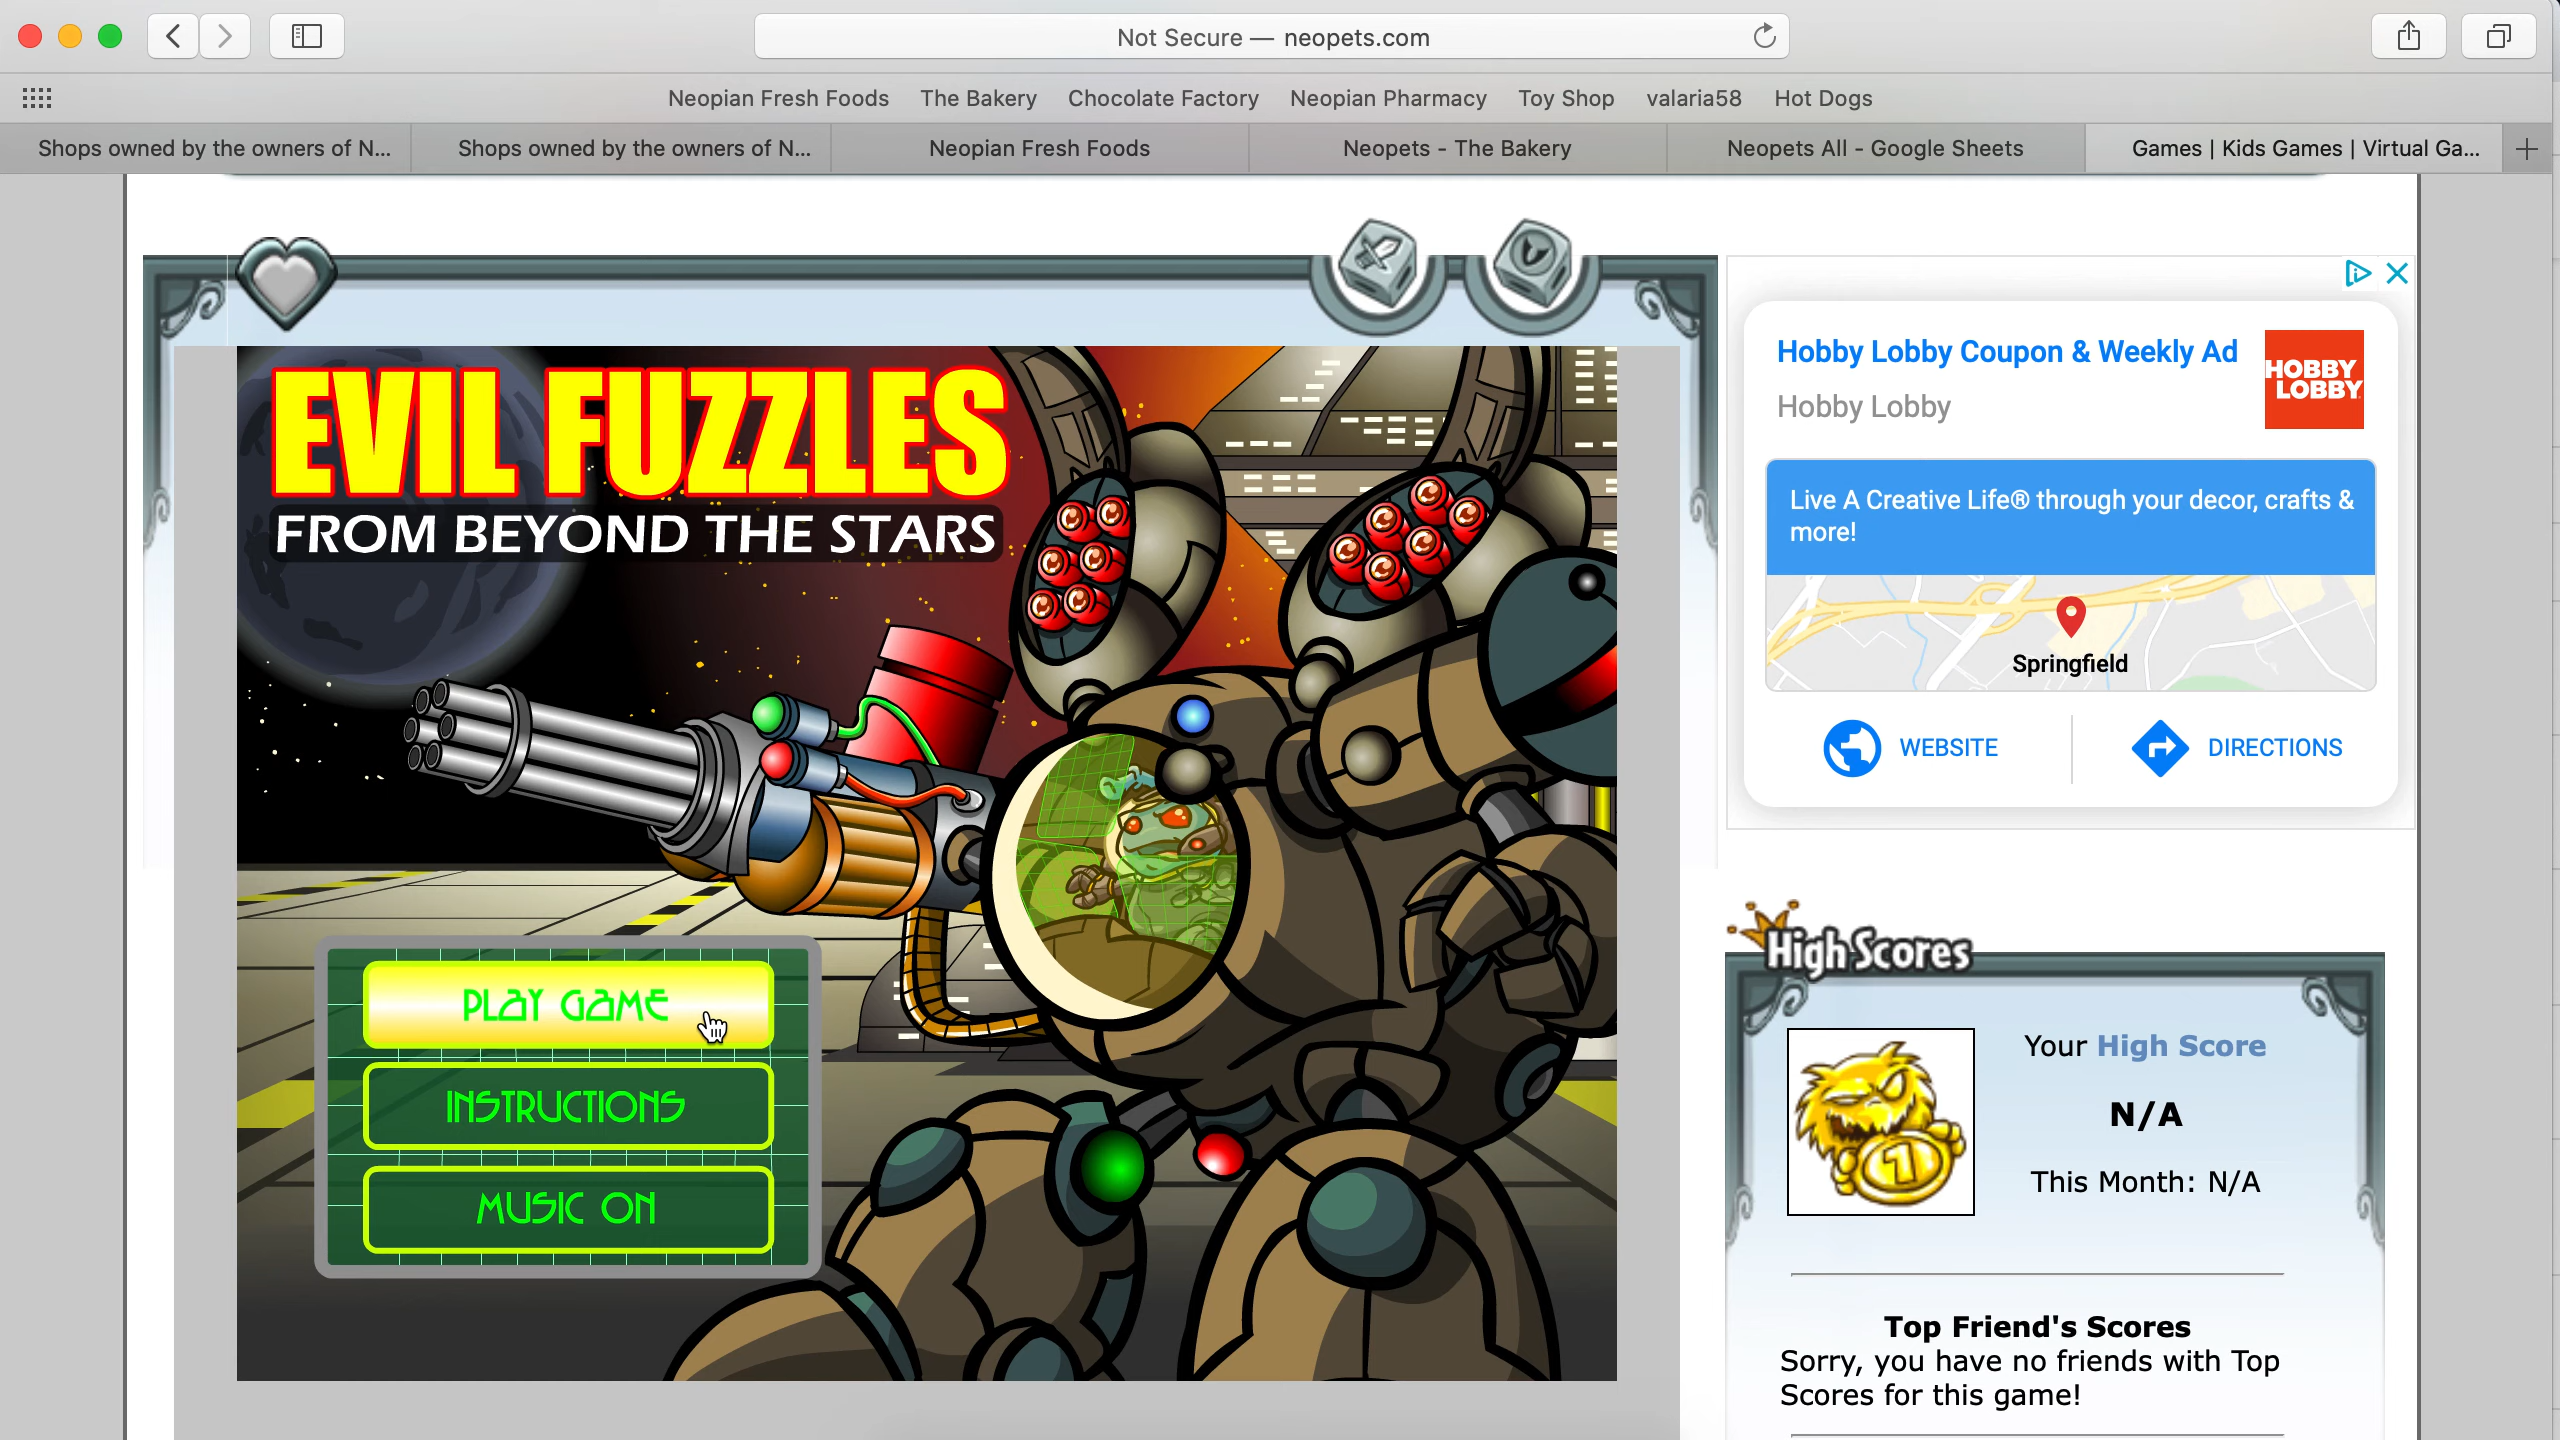 Not Secure — neopets.com
Neopian Fresh Foods The Bakery Chocolate Factory Neopian Pharmacy Toy Shop valaria58 Hot Dogs
Shops owned by the owners of N... Shops owned by the owners of N... Neopian Fresh Foods Neopets - The Bakery Neopets All - Google Sheets Games | Kids Games | Virtual Ga...
EVIL FUZZLES
FROM BEYOND THE STARS
PLAY GAME
INSTRUCTIONS
MUSIC ON
Hobby Lobby Coupon & Weekly Ad
Hobby Lobby
HOBBY
LOBBY
Live A Creative Life® through your decor, crafts &
more!
Springfield
WEBSITE DIRECTIONS
High Scores
1
Your High Score
N/A
This Month: N/A
Top Friend's Scores
Sorry, you have no friends with Top
Scores for this game!